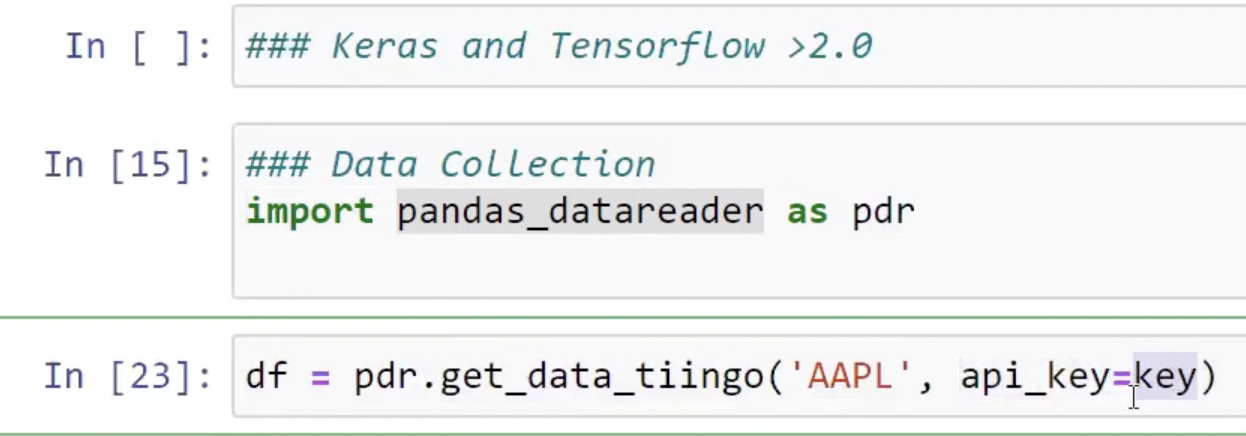 In [ ]: ### Keras and Tensorflow >2.0
In [15]: ### Data Collection
import pandas_datareader as pdr
In [23]: df = pdr.get_data_tiingo('AAPL', api_key=key)